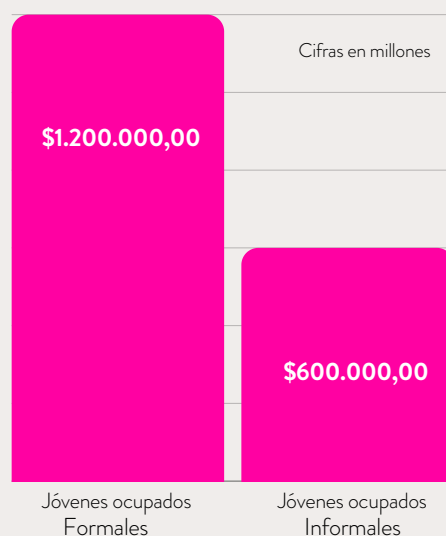 Cifras en millones
$1.200.000,00
$600.000,00
Jóvenes ocupados
Formales
Jóvenes ocupados
Informales